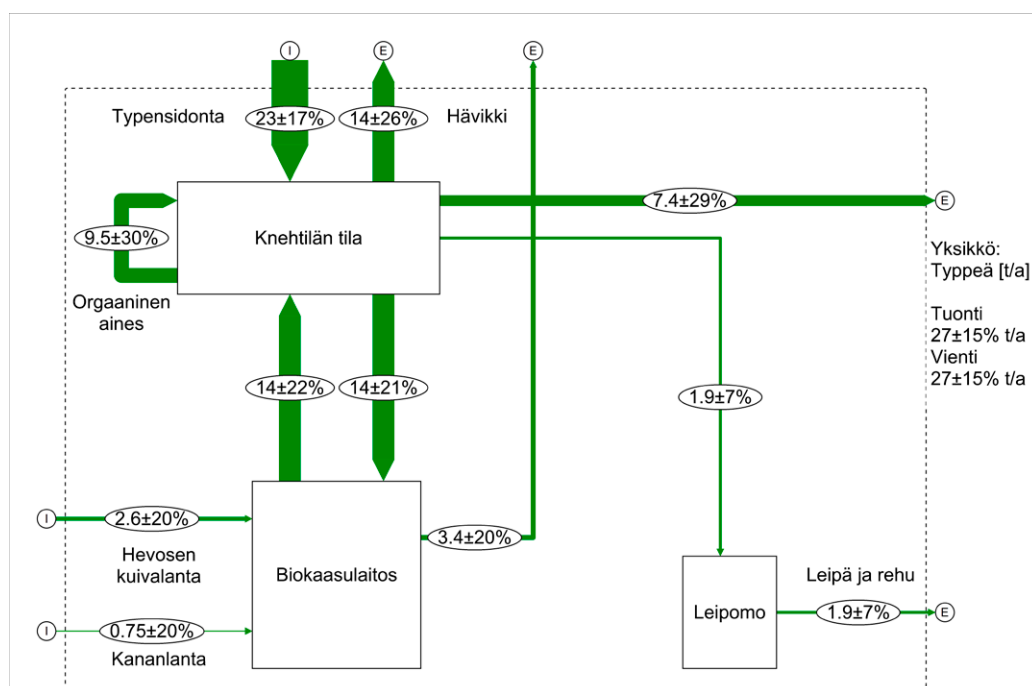 I
E
E
Typensidonta
23±17%
14±26%
Hävikki
Knehtilän tila
7.4±29%
E
9.5±30%
Orgaaninen
aines
Yksikkö:
Typpeä [t/a]
Tuonti
27±15% t/a
Vienti
27±15% t/a
14±22%
14±21%
1.9±7%
I
2.6±20%
Hevosen
kuivalanta
3.4±20%
Biokaasulaitos
I
0.75±20%
Kananlanta
Leipomo
Leipä ja rehu
1.9±7%
E